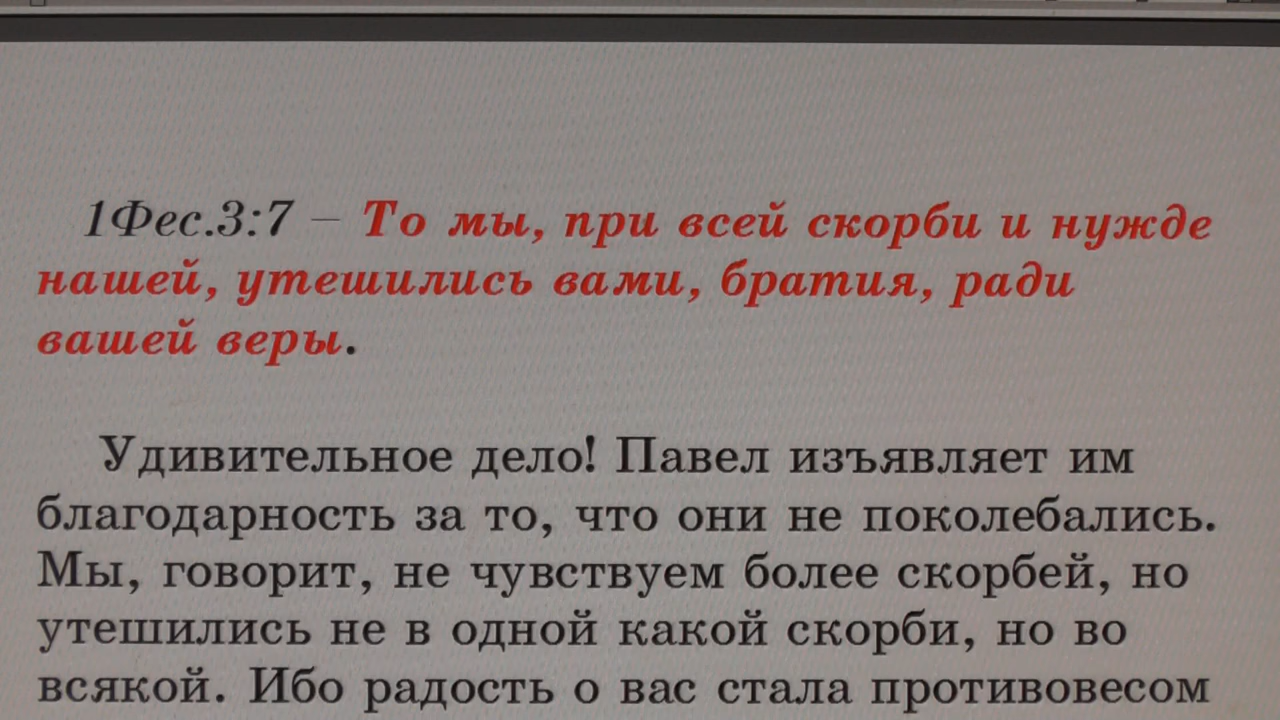 1Фес.3:7 – То мы, при всей скорби и нужде
нашей, утешились вами, братия, ради
вашей веры.
Удивительное дело! Павел изъявляет им
благодарность за то, что они не поколебались.
Мы, говорит, не чувствуем более скорбей, но
утешились не в одной какой скорби, но во
всякой. Ибо радость о вас стала противовесом